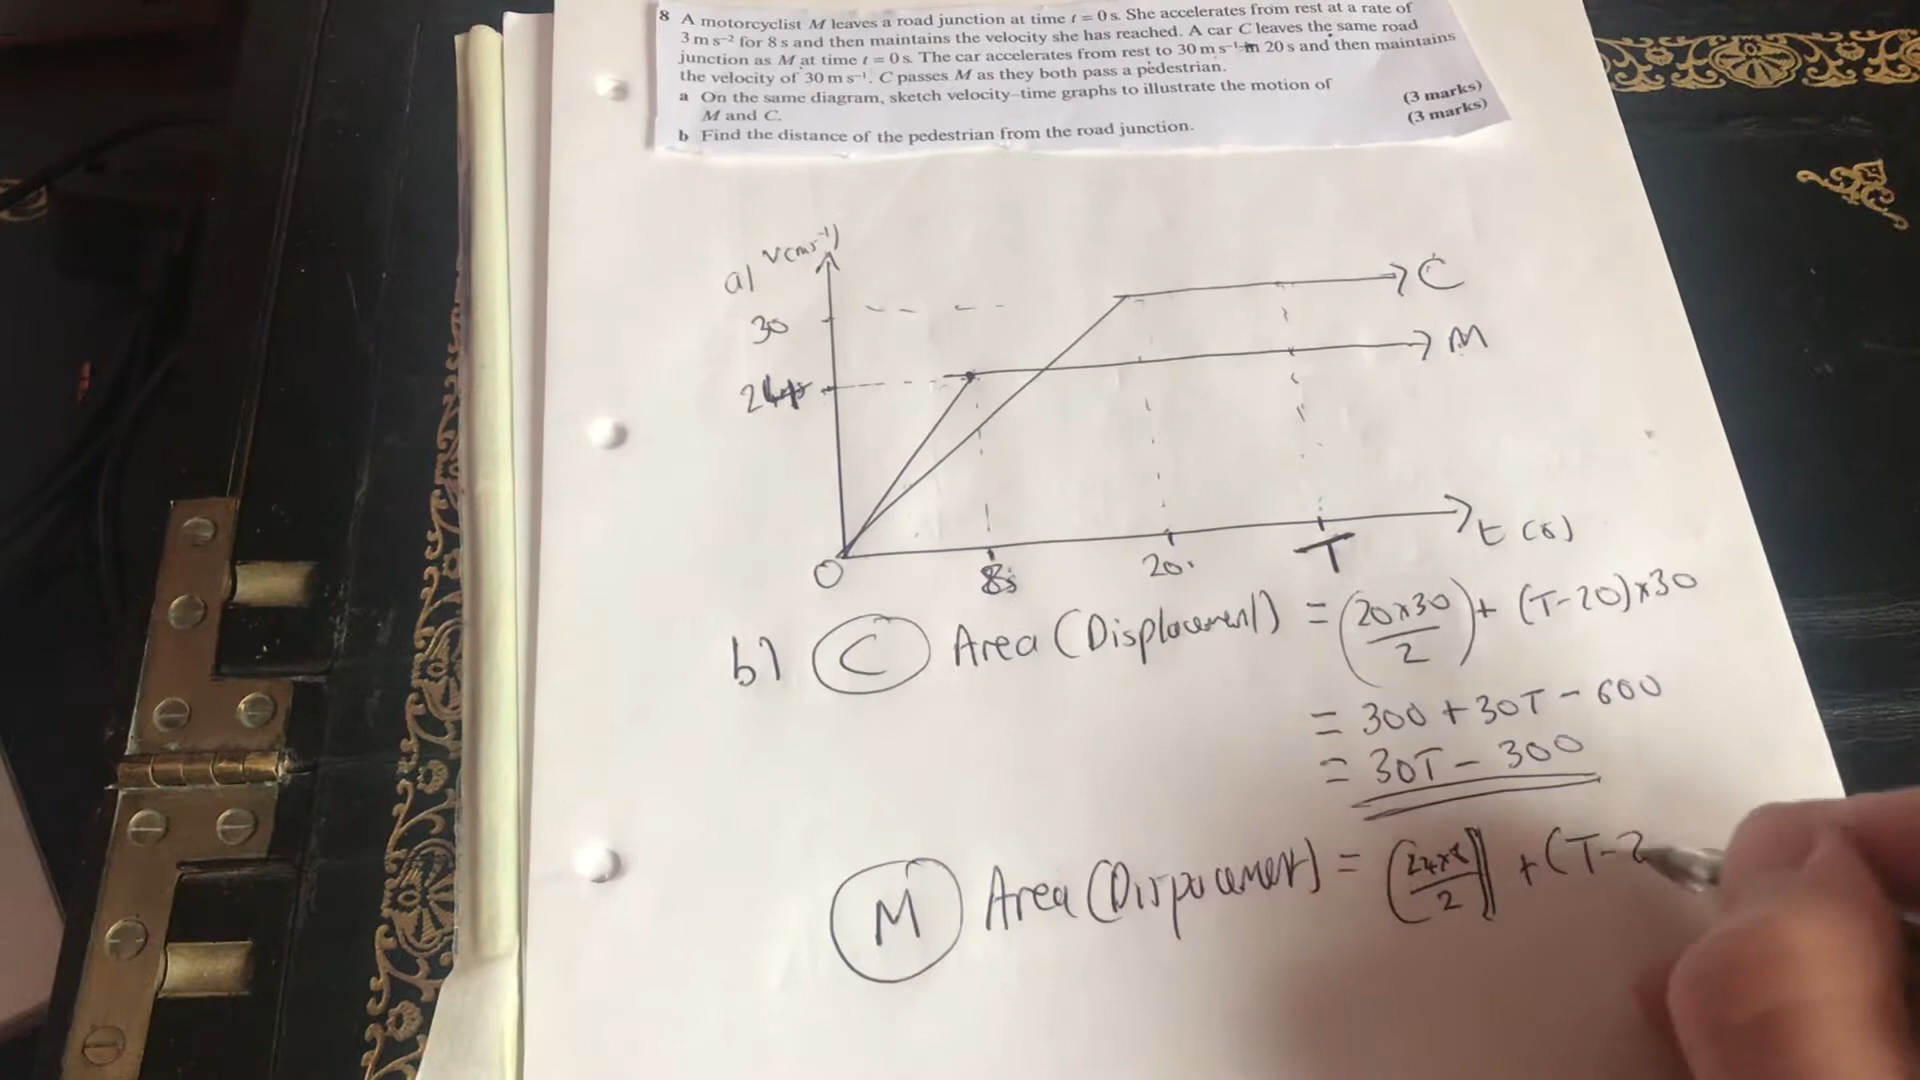 8 A motorcyclist M leaves a road junction at time t = 0 s. She accelerates from rest at a rate of
3 m s⁻² for 8 s and then maintains the velocity she has reached. A car C leaves the same road
junction as M at time t = 0 s. The car accelerates from rest to 30 m s⁻¹ in 20 s and then maintains
the velocity of 30 m s⁻¹. C passes M as they both pass a pedestrian.
a On the same diagram, sketch velocity–time graphs to illustrate the motion of
M and C. (3 marks)
b Find the distance of the pedestrian from the road junction. (3 marks)
a) V(ms⁻¹)
30
24
C
M
O
8s
20
T
t (s)
b) C Area (Displacement) = (20×30/2) + (T-20)×30
= 300 + 30T - 600
= 30T - 300
M Area (Displacement) = (24×8/2) + (T-2